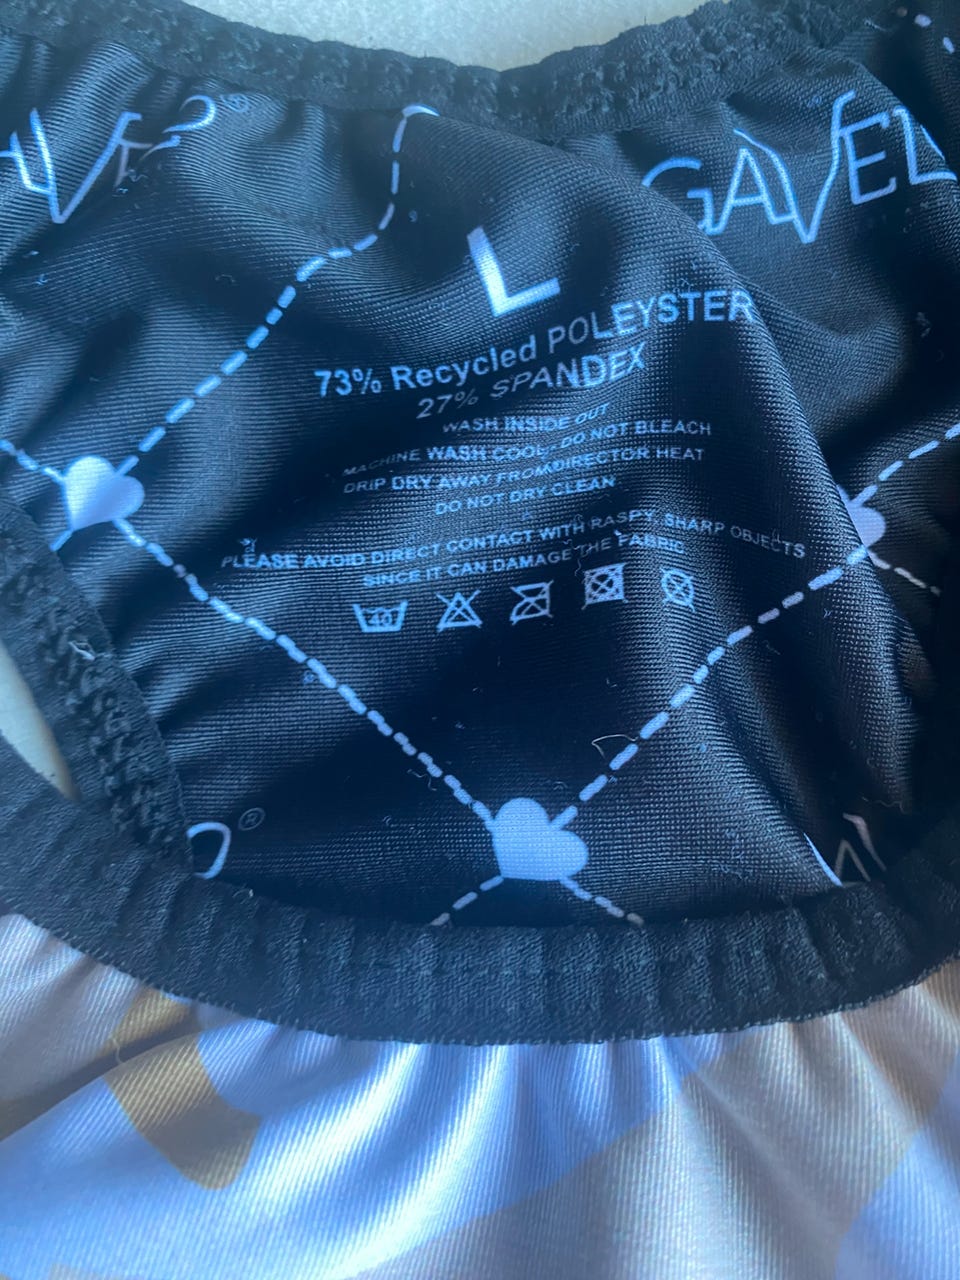 GAVEL
L
73% Recycled POLEYSTER
27% SPANDEX
WASH INSIDE OUT
MACHINE WASH COOL-DO NOT BLEACH
DRIP DRY AWAY FROMDIRECTOR HEAT
DO NOT DRY CLEAN
PLEASE AVOID DIRECT CONTACT WITH RASPY, SHARP OBJECTS
SINCE IT CAN DAMAGE THE FABRIC
40
®